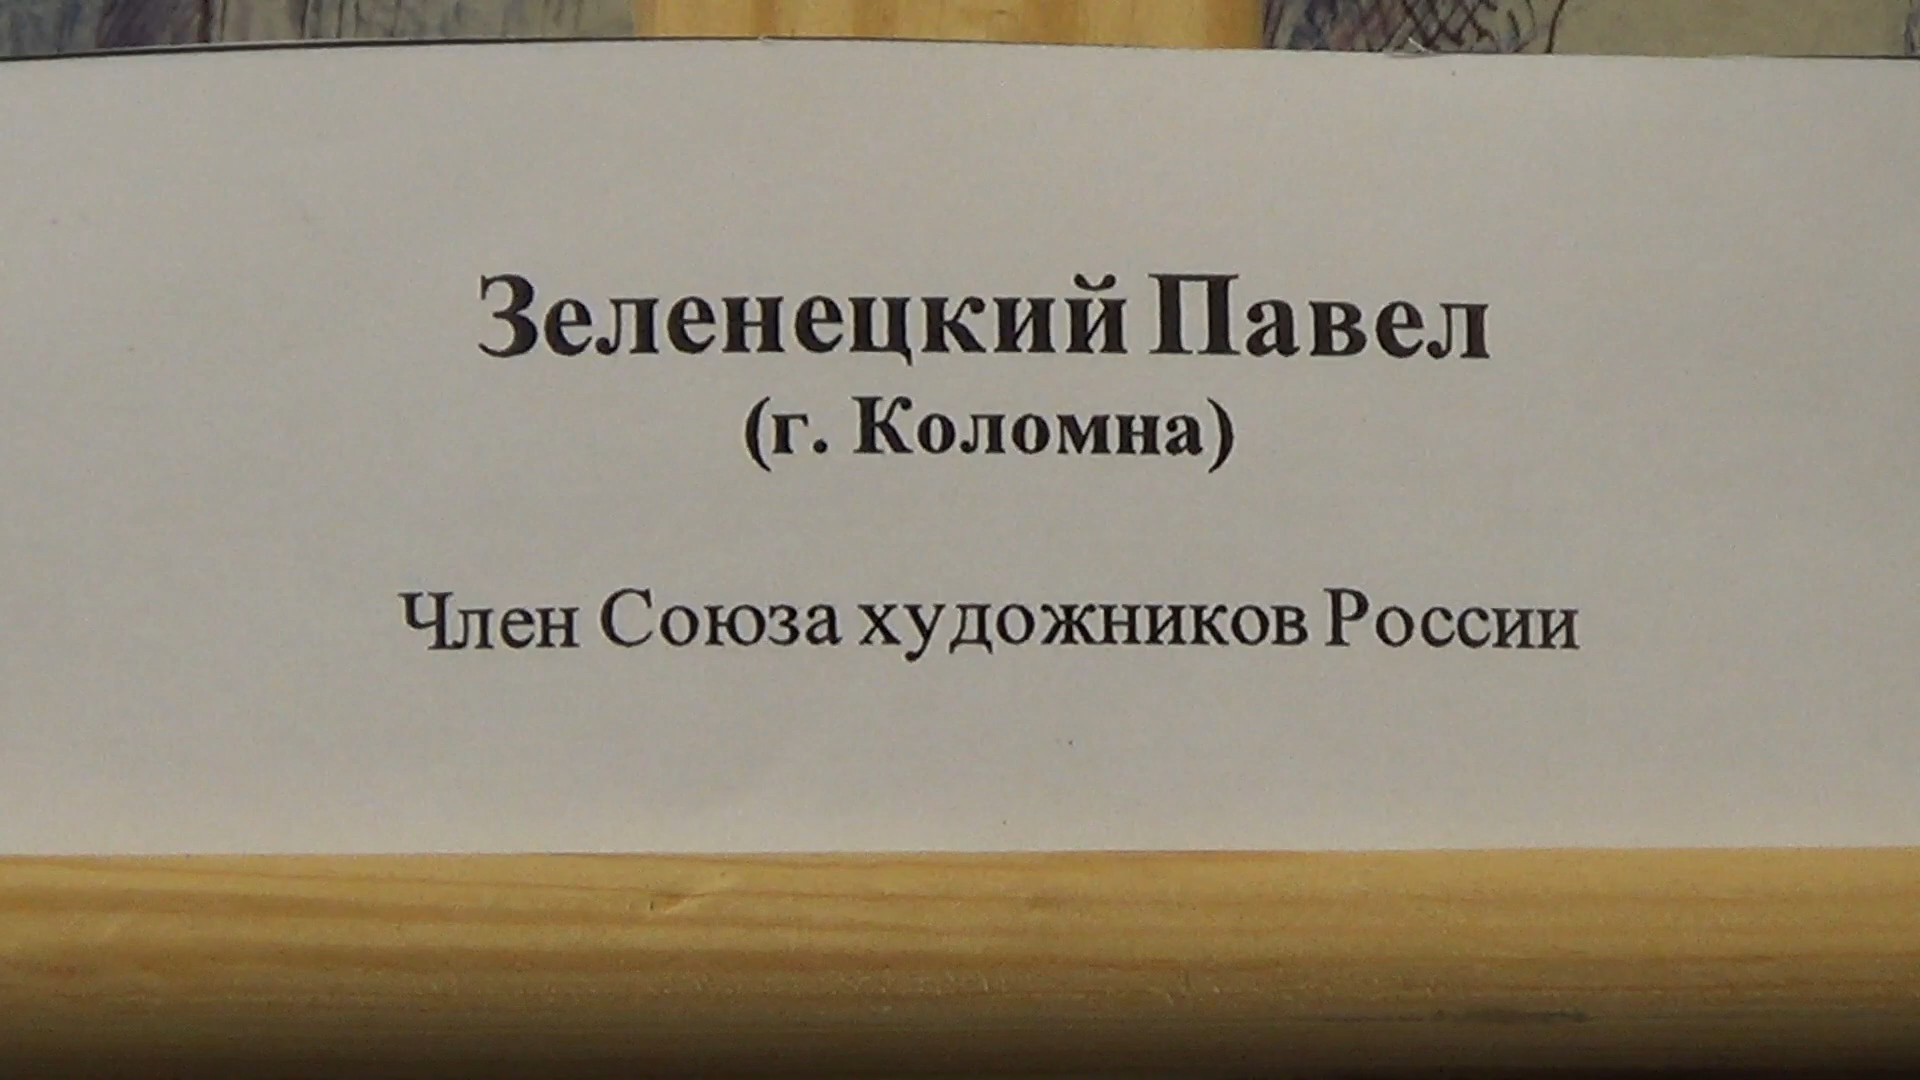 Зеленецкий Павел
(г. Коломна)
Член Союза художников России